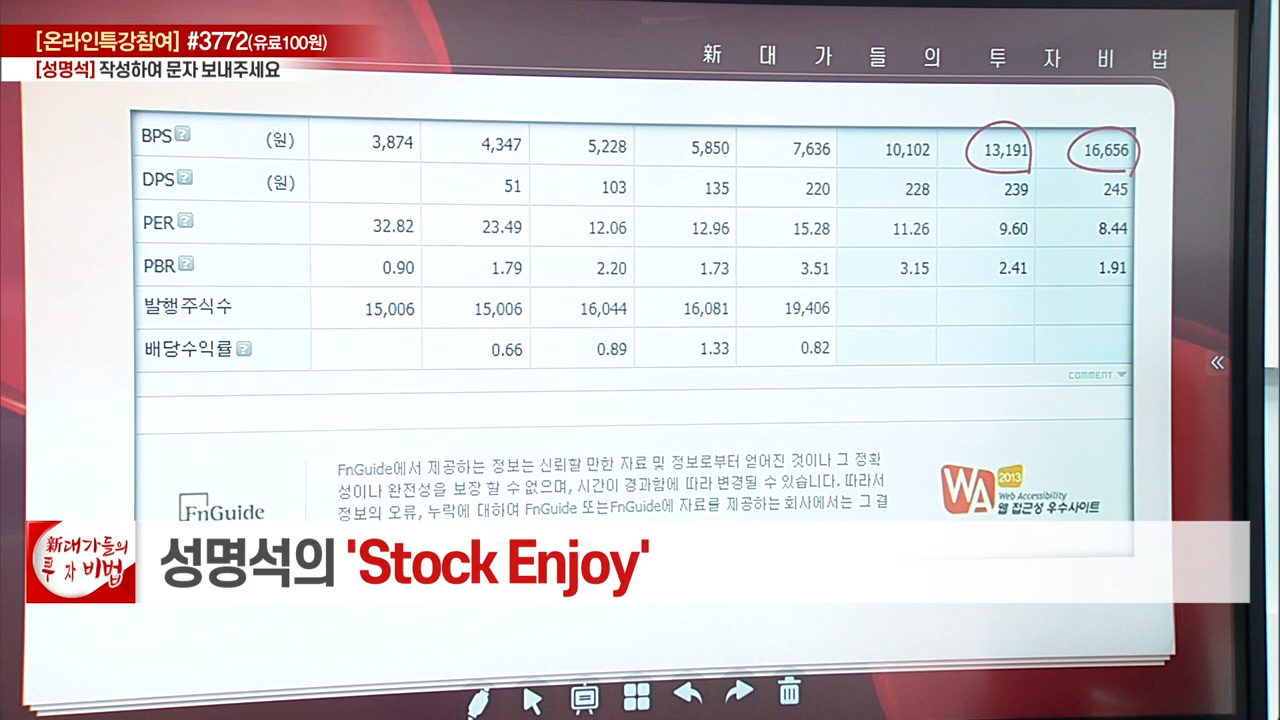 [온라인특강참여] #3772(유료100원)
[성명석] 작성하여 문자 보내주세요
新 대 가 들 의 투 자 비 법
BPS (원) 3,874 4,347 5,228 5,850 7,636 10,102 13,191 16,656
DPS (원) 51 103 135 220 228 239 245
PER 32.82 23.49 12.06 12.96 15.28 11.26 9.60 8.44
PBR 0.90 1.79 2.20 1.73 3.51 3.15 2.41 1.91
발행주식수 15,006 15,006 16,044 16,081 19,406
배당수익률 0.66 0.89 1.33 0.82
COMMENT
FnGuide에서 제공하는 정보는 신뢰할 만한 자료 및 정보로부터 얻어진 것이나 그 정확
성이나 완전성을 보장 할 수 없으며, 시간이 경과함에 따라 변경될 수 있습니다. 따라서
정보의 오류, 누락에 대하여 FnGuide 또는FnGuide에 자료를 제공하는 회사에서는 그 결
FnGuide
WA 2013
Web Accessibility
웹 접근성 우수사이트
新대가들의
투자 비법
성명석의 'Stock Enjoy'